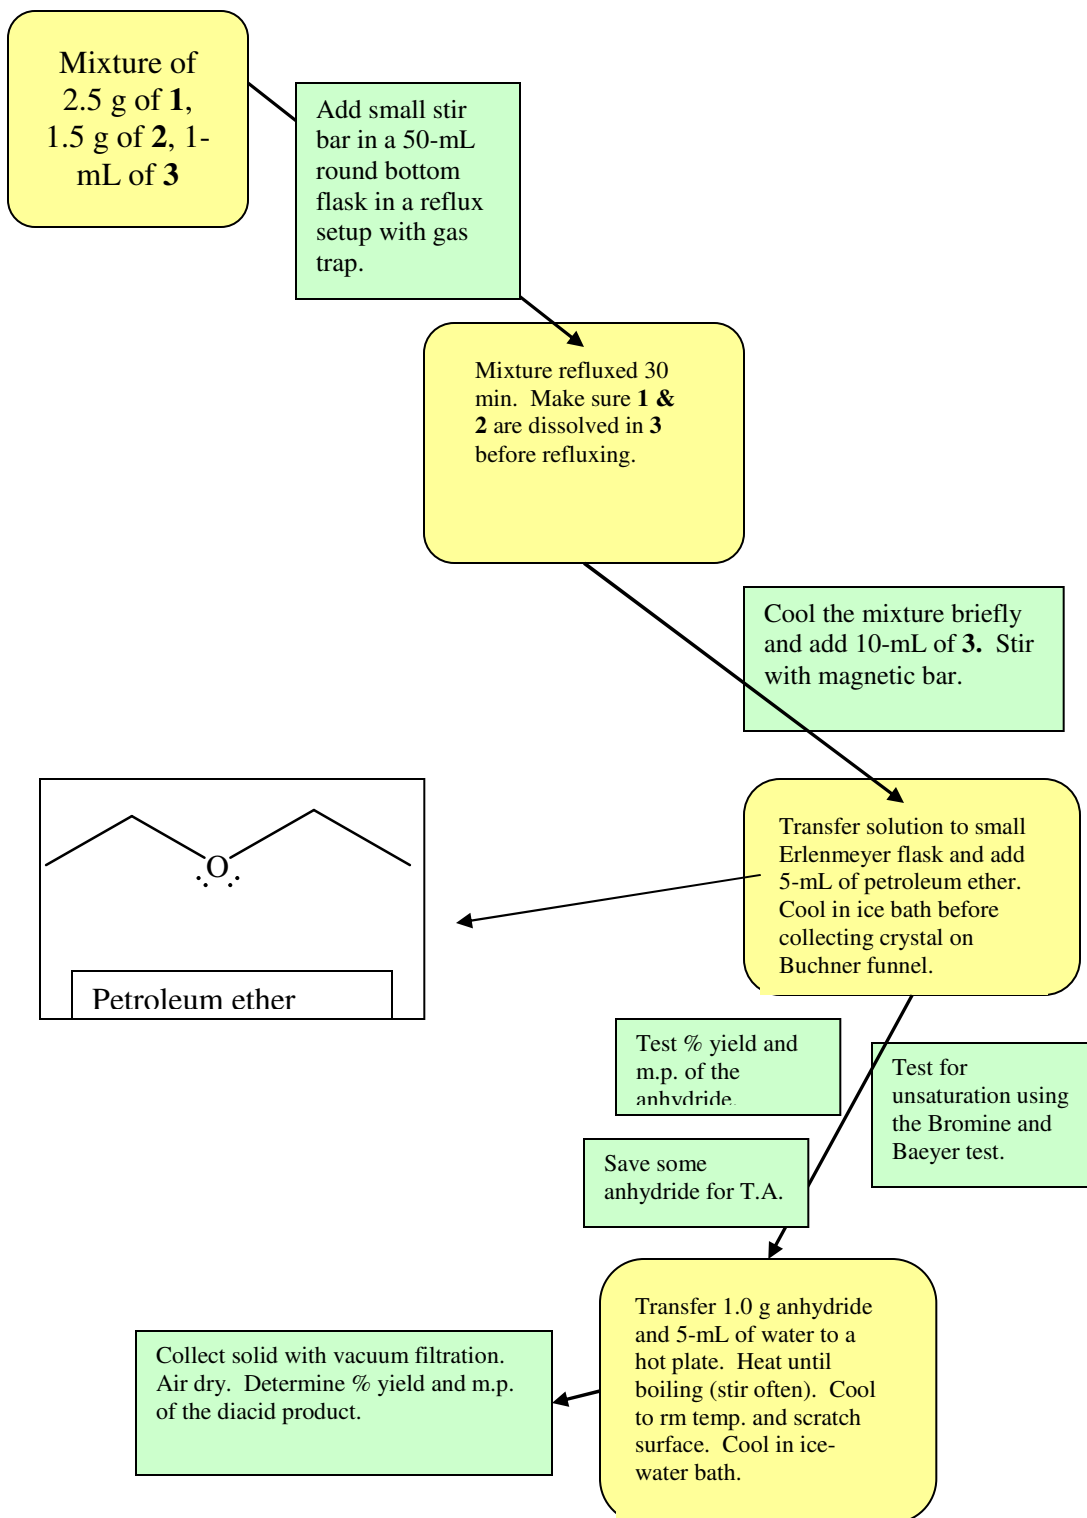 Mixture of
2.5 g of 1,
1.5 g of 2, 1-
mL of 3
Add small stir
bar in a 50-mL
round bottom
flask in a reflux
setup with gas
trap.
Mixture refluxed 30
min. Make sure 1 &
2 are dissolved in 3
before refluxing.
Cool the mixture briefly
and add 10-mL of 3. Stir
with magnetic bar.
Transfer solution to small
Erlenmeyer flask and add
5-mL of petroleum ether.
Cool in ice bath before
collecting crystal on
Buchner funnel.
O
Petroleum ether
Test % yield and
m.p. of the
anhydride.
Test for
unsaturation using
the Bromine and
Baeyer test.
Save some
anhydride for T.A.
Transfer 1.0 g anhydride
and 5-mL of water to a
hot plate. Heat until
boiling (stir often). Cool
to rm temp. and scratch
surface. Cool in ice-
water bath.
Collect solid with vacuum filtration.
Air dry. Determine % yield and m.p.
of the diacid product.